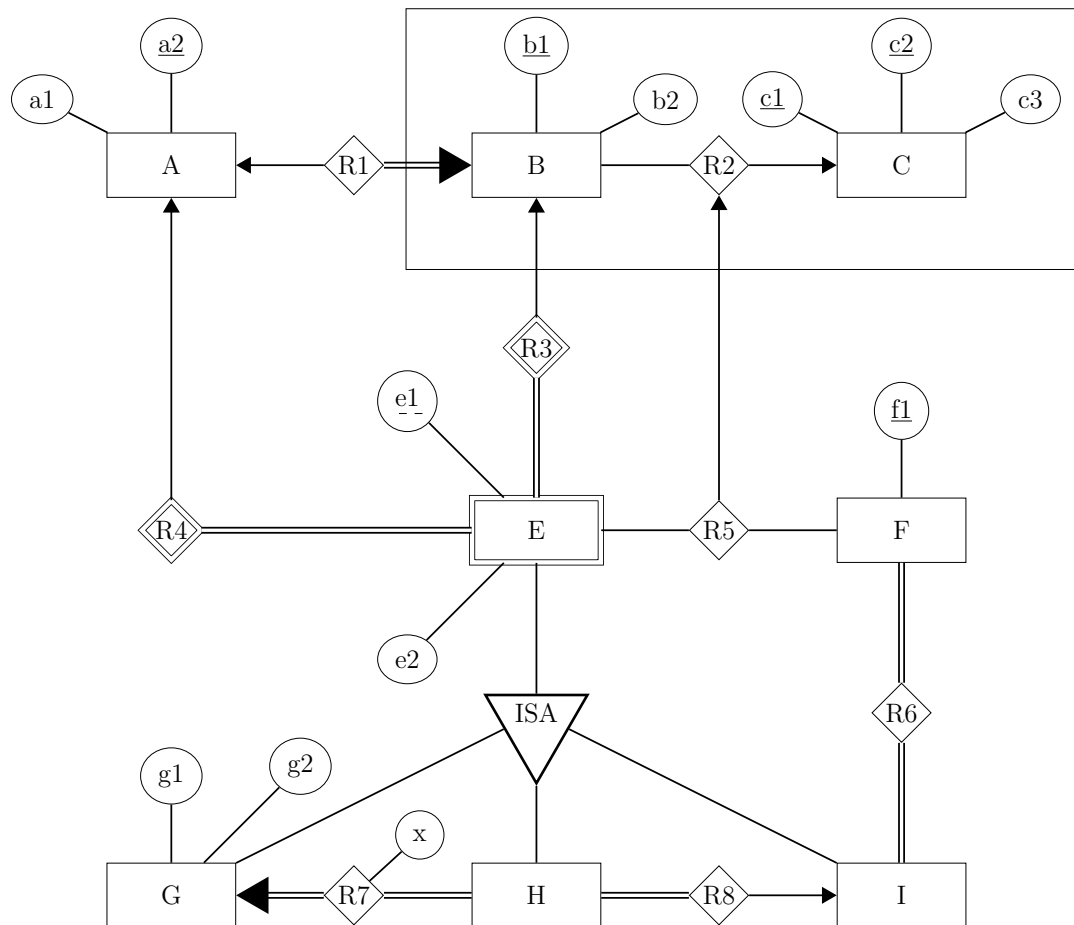 a2 b1 c2
a1 b2 c1 c3
A R1 B R2 C
R3
e1 f1
R4 E R5 F
e2
ISA R6
g1 g2
x
G R7 H R8 I